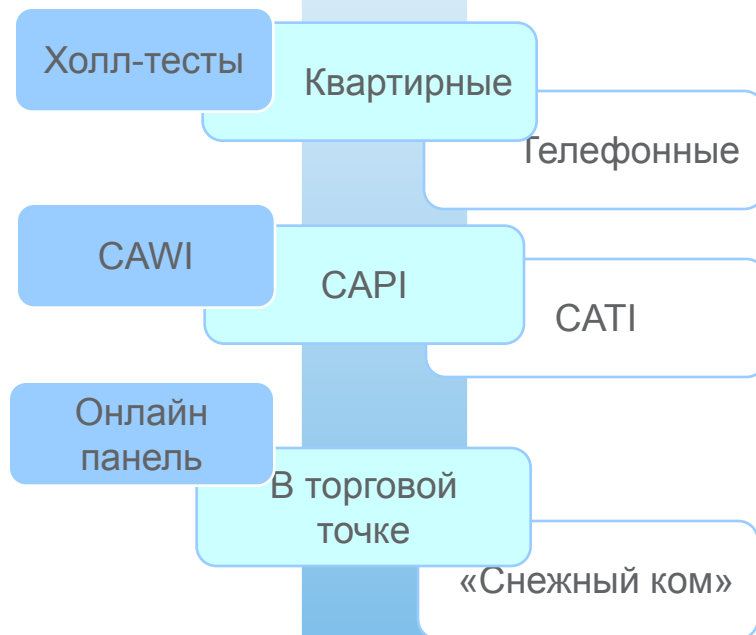 Холл-тесты
Квартирные
Телефонные
CAWI
CAPI
CATI
Онлайн
панель
В торговой
точке
«Снежный ком»